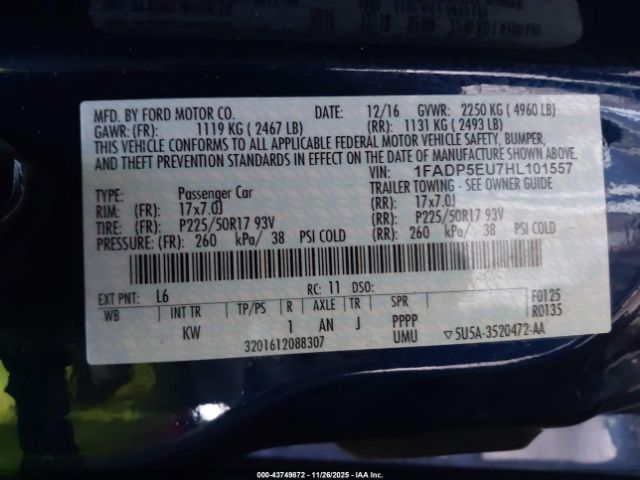 MFD. BY FORD MOTOR CO. DATE: 12/16 GVWR: 2250 KG ( 4960 LB)
GAWR: (FR): 1119 KG ( 2467 LB) (RR): 1131 KG ( 2493 LB)
THIS VEHICLE CONFORMS TO ALL APPLICABLE FEDERAL MOTOR VEHICLE SAFETY, BUMPER,
AND THEFT PREVENTION STANDARDS IN EFFECT ON THE DATE OF MANUFACTURE SHOWN ABOVE.
VIN: 1FADP5EU7HL101557
TYPE: Passenger Car TRAILER TOWING - SEE OWNER GUIDE
RIM: (FR): 17x7.0J (RR): 17x7.0J
TIRE: (FR): P225/50R17 93V (RR): P225/50R17 93V
PRESSURE: (FR): 260 kPa/ 38 PSI COLD (RR): 260 kPa/ 38 PSI COLD
EXT PNT: L6 RC: 11 DSO: F0125
WB INT TR TP/PS R AXLE TR SPR R0135
KW 1 AN J PPPP
UMU
3201612088307 5U5A-3520472-AA
000-43749872 - 11/26/2025 - IAA, Inc.